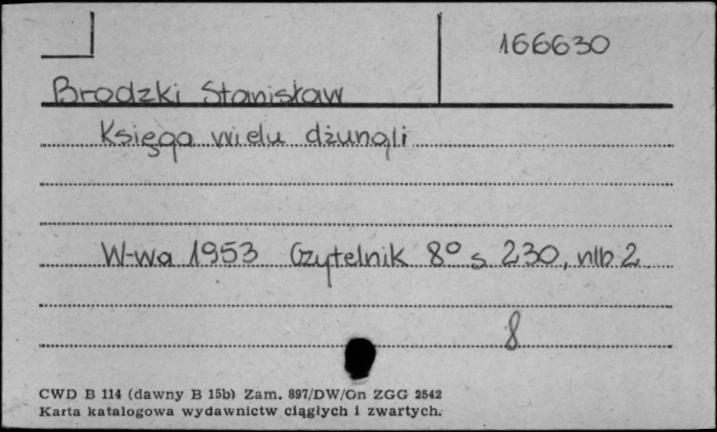 166630
Brodzki Stanisław
Księga wielu dżungli
W-wa 1953 Czytelnik 8° s 230, nlb 2
8
CWD B 114 (dawny B 15b) Zam. 897/DW/On ZGG 2542
Karta katalogowa wydawnictw ciągłych i zwartych.